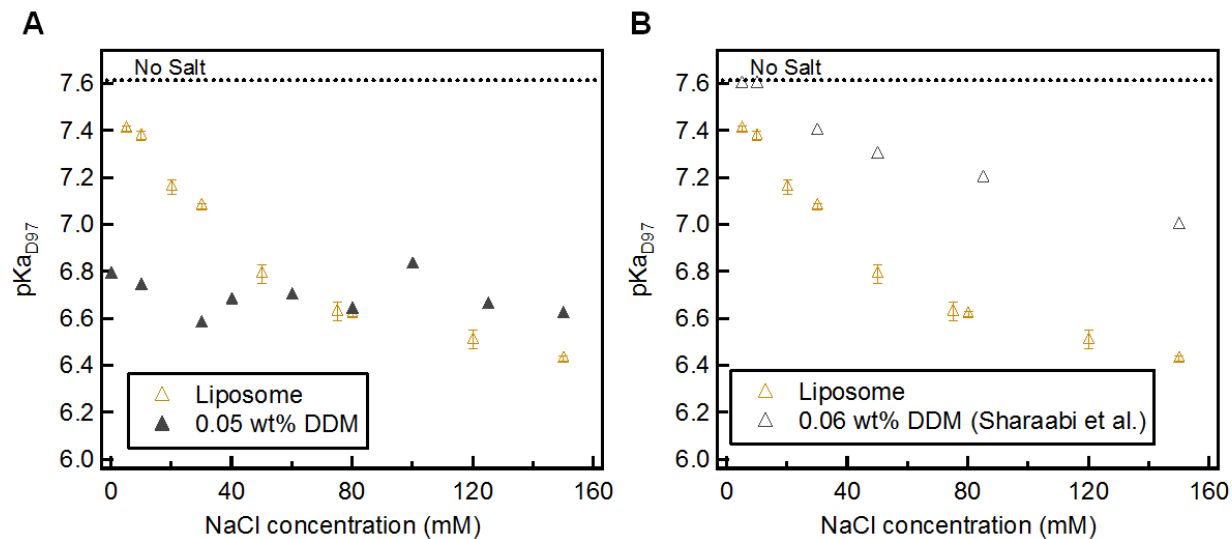 A
No Salt
7.6
7.4
7.2
7.0
6.8
6.6
6.4
6.2
6.0
pKaD97
Liposome
0.05 wt% DDM
0 40 80 120 160
NaCl concentration (mM)
B
No Salt
7.6
7.4
7.2
7.0
6.8
6.6
6.4
6.2
6.0
pKaD97
Liposome
0.06 wt% DDM (Sharaabi et al.)
0 40 80 120 160
NaCl concentration (mM)